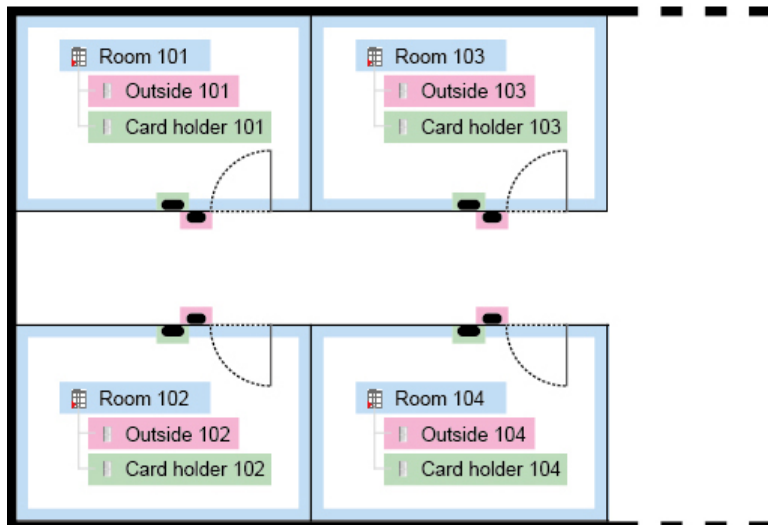 Room 101
Outside 101
Card holder 101
Room 103
Outside 103
Card holder 103
Room 102
Outside 102
Card holder 102
Room 104
Outside 104
Card holder 104